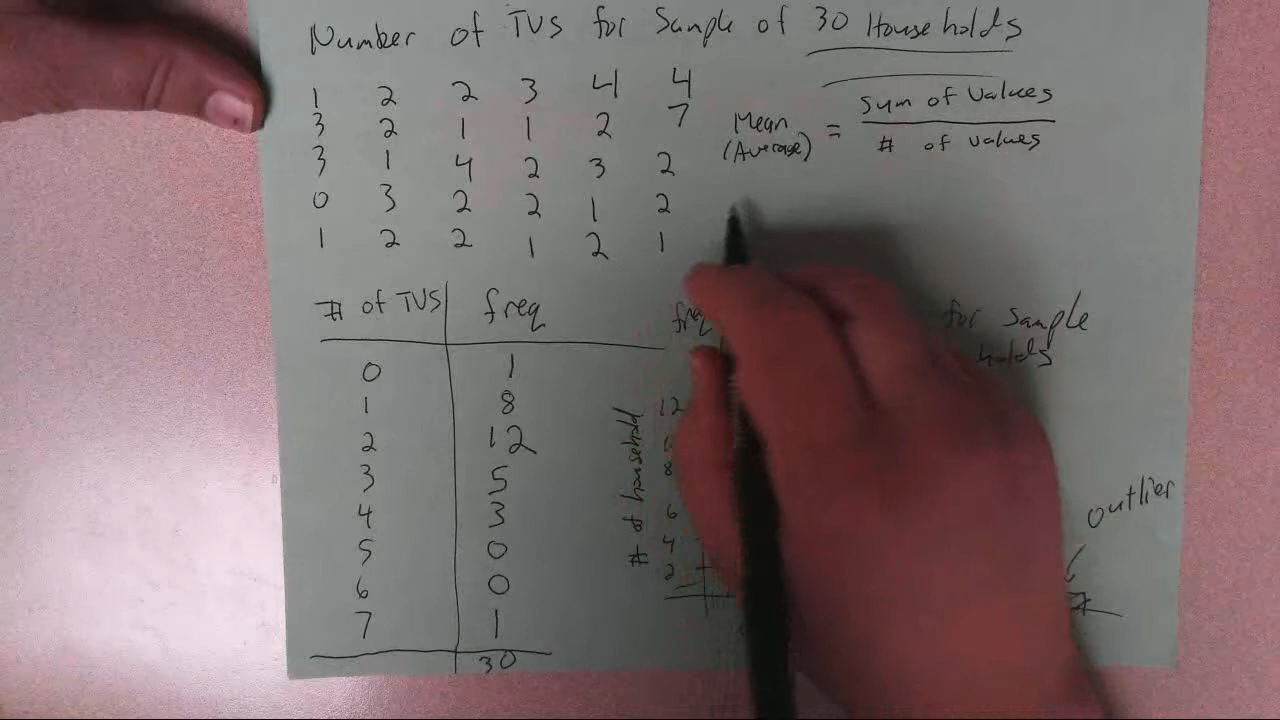 Number of TVS for Sample of 30 Households
1 2 2 3 4 4
3 2 1 1 2 7
3 1 4 2 3 2
0 3 2 2 1 2
1 2 2 1 2 1
Mean
(Average)
=
Sum of Values
# of values
# of TVS freq
0 1
1 8
2 12
3 5
4 3
5 0
6 0
7 1
30
for Sample
# of household
12
8
6
4
2
outlier